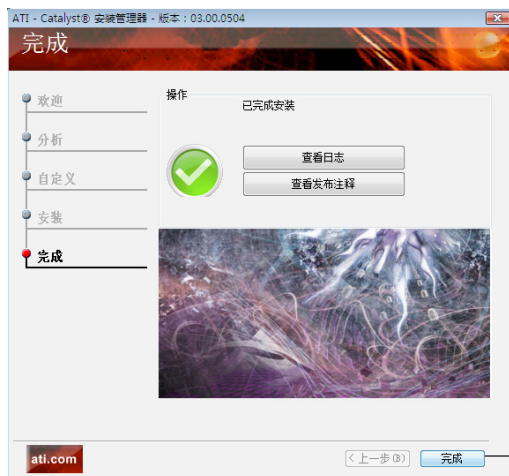 ATI - Catalyst® 安装管理器 - 版本：03.00.0504
完成
欢迎
分析
自定义
安装
完成
操作
已完成安装
查看日志
查看发布注释
ati.com
< 上一步(B)
完成